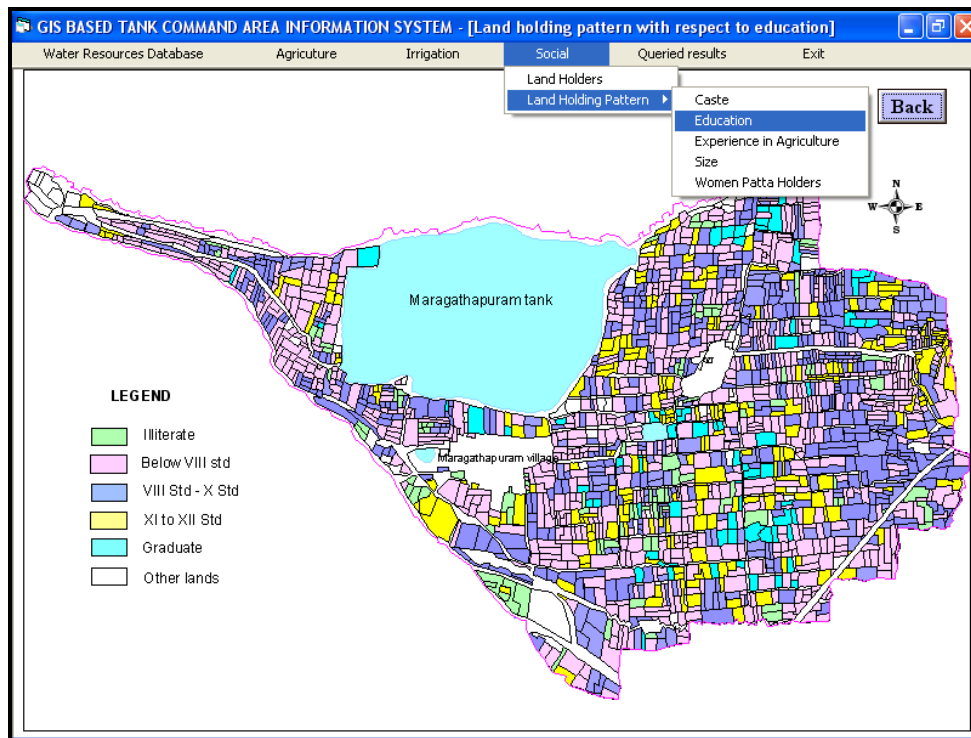 GIS BASED TANK COMMAND AREA INFORMATION SYSTEM - [Land holding pattern with respect to education]
Water Resources Database Agricuture Irrigation Social Queried results Exit
Land Holders
Land Holding Pattern
Caste
Education
Experience in Agriculture
Size
Women Patta Holders
Back
N
W E
S
Maragathapuram tank
Maragathapuram village
LEGEND
Illiterate
Below VIII std
VIII Std - X Std
XI to XII Std
Graduate
Other lands